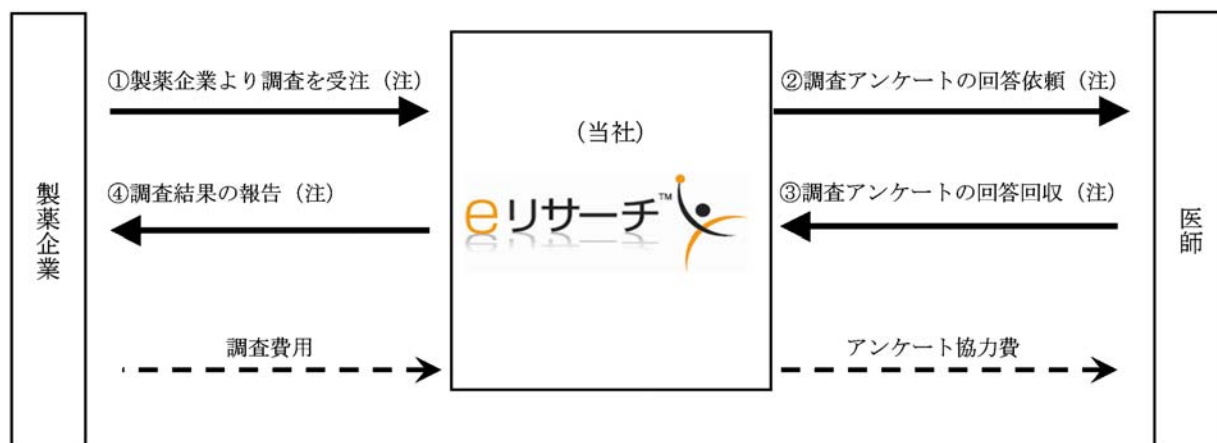 製薬企業
①製薬企業より調査を受注（注）
④調査結果の報告（注）
調査費用
（当社）
eリサーチ™
②調査アンケートの回答依頼（注）
③調査アンケートの回答回収（注）
アンケート協力費
医師